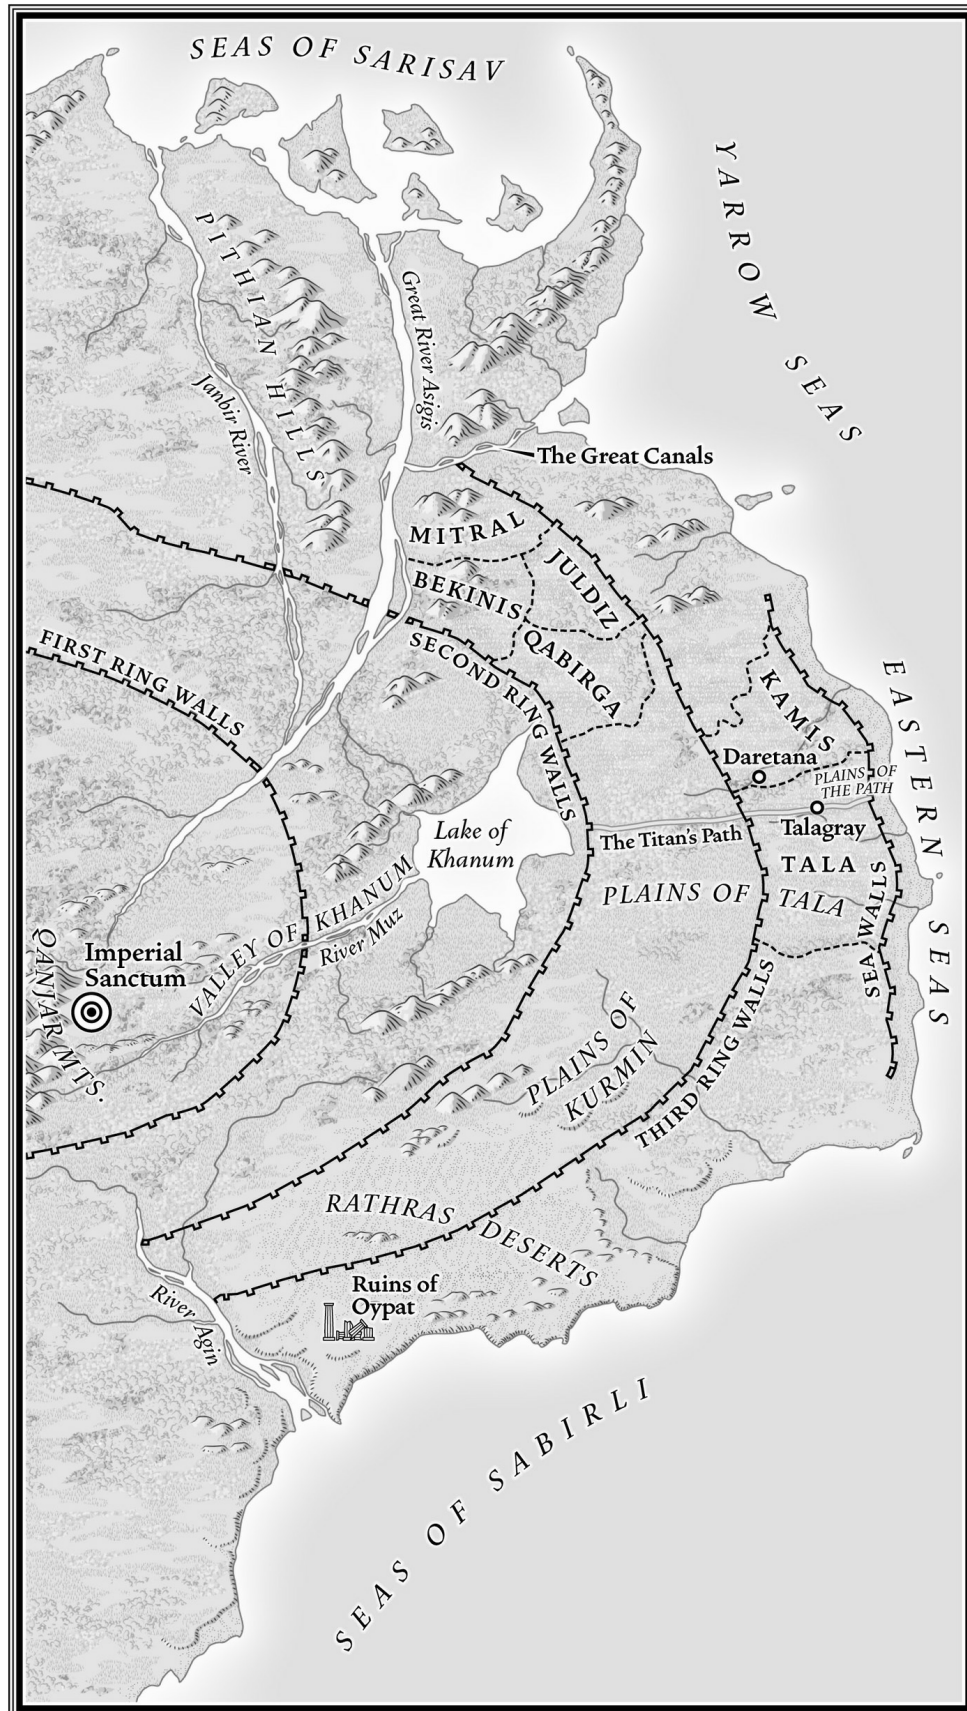 SEAS OF SARISAV
YARROW SEAS
PITHIAN HILLS
Great River Asigis
Janbir River
The Great Canals
MITRAL
JULDIZ
BEKINIS
QABIRGA
FIRST RING WALLS
SECOND RING WALLS
KAMIS
EASTERN SEAS
Daretana
PLAINS OF
THE PATH
Talagray
The Titan's Path
Lake of
Khanum
TALA
PLAINS OF TALA
SEA WALLS
VALLEY OF KHANUM
River Muz
QANJAR MTS.
Imperial
Sanctum
PLAINS OF
KURMIN
THIRD RING WALLS
RATHRAS DESERTS
Ruins of
Oypat
River Agin
SEAS OF SABIRLI